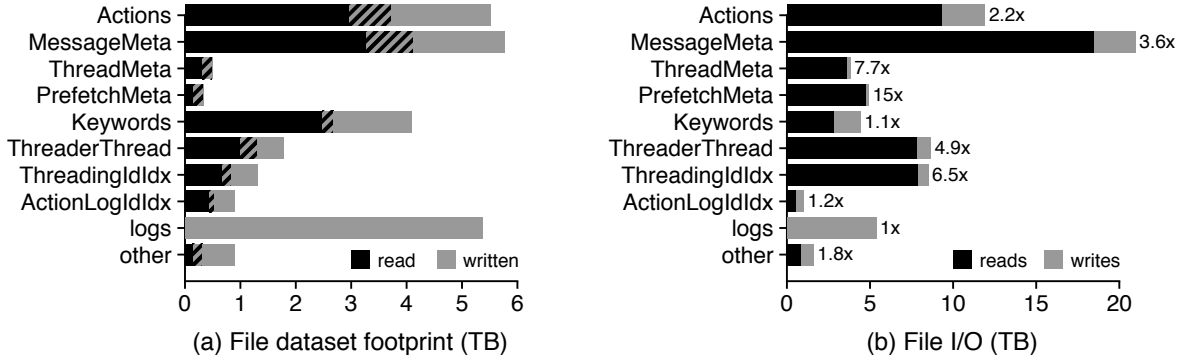 Actions
MessageMeta
ThreadMeta
PrefetchMeta
Keywords
ThreaderThread
ThreadingIdIdx
ActionLogIdIdx
logs
other
read written
0 1 2 3 4 5 6
(a) File dataset footprint (TB)
Actions 2.2x
MessageMeta 3.6x
ThreadMeta 7.7x
PrefetchMeta 15x
Keywords 1.1x
ThreaderThread 4.9x
ThreadingIdIdx 6.5x
ActionLogIdIdx 1.2x
logs 1x
other 1.8x
reads writes
0 5 10 15 20
(b) File I/O (TB)